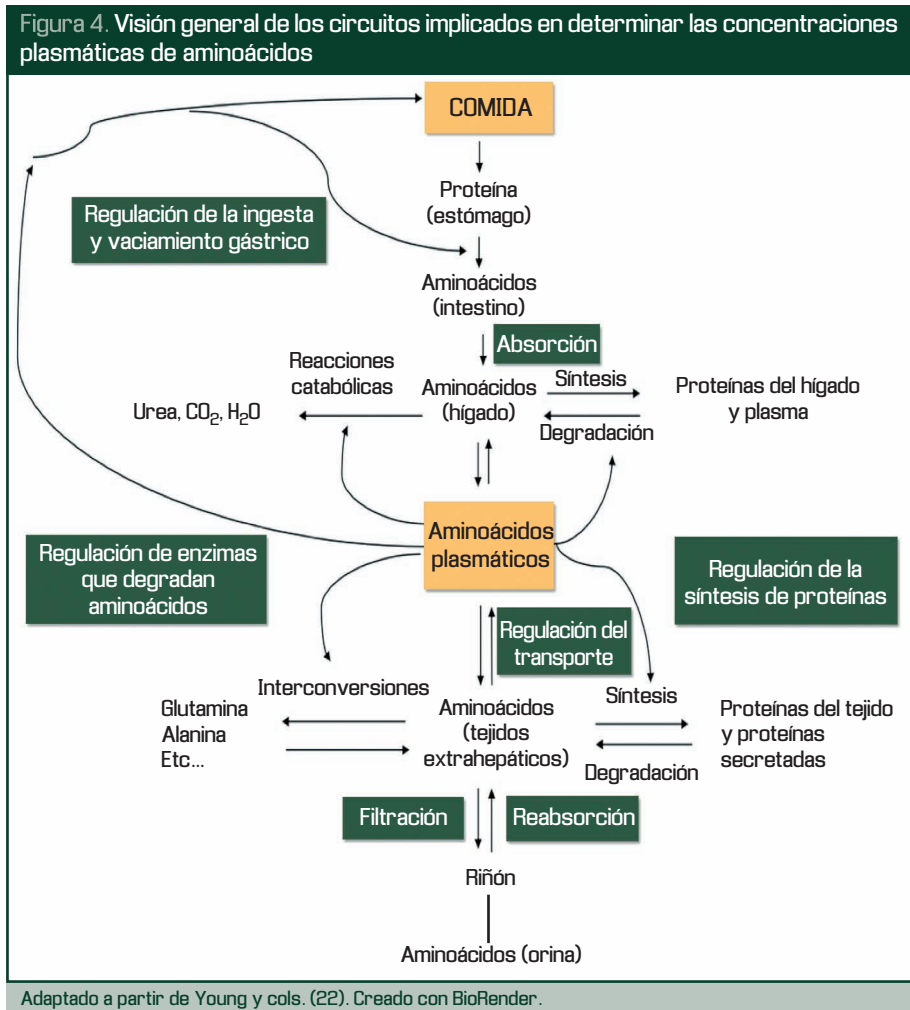 Figura 4. Visión general de los circuitos implicados en determinar las concentraciones
plasmáticas de aminoácidos
COMIDA
Proteína
(estómago)
Regulación de la ingesta
y vaciamiento gástrico
Aminoácidos
(intestino)
Absorción
Reacciones
catabólicas
Urea, CO₂, H₂O
Aminoácidos
(hígado)
Síntesis
Degradación
Proteínas del hígado
y plasma
Aminoácidos
plasmáticos
Regulación de enzimas
que degradan
aminoácidos
Regulación de la
síntesis de proteínas
Regulación del
transporte
Interconversiones
Glutamina
Alanina
Etc...
Aminoácidos
(tejidos
extrahepáticos)
Síntesis
Degradación
Proteínas del tejido
y proteínas
secretadas
Filtración
Reabsorción
Riñón
Aminoácidos (orina)
Adaptado a partir de Young y cols. (22). Creado con BioRender.